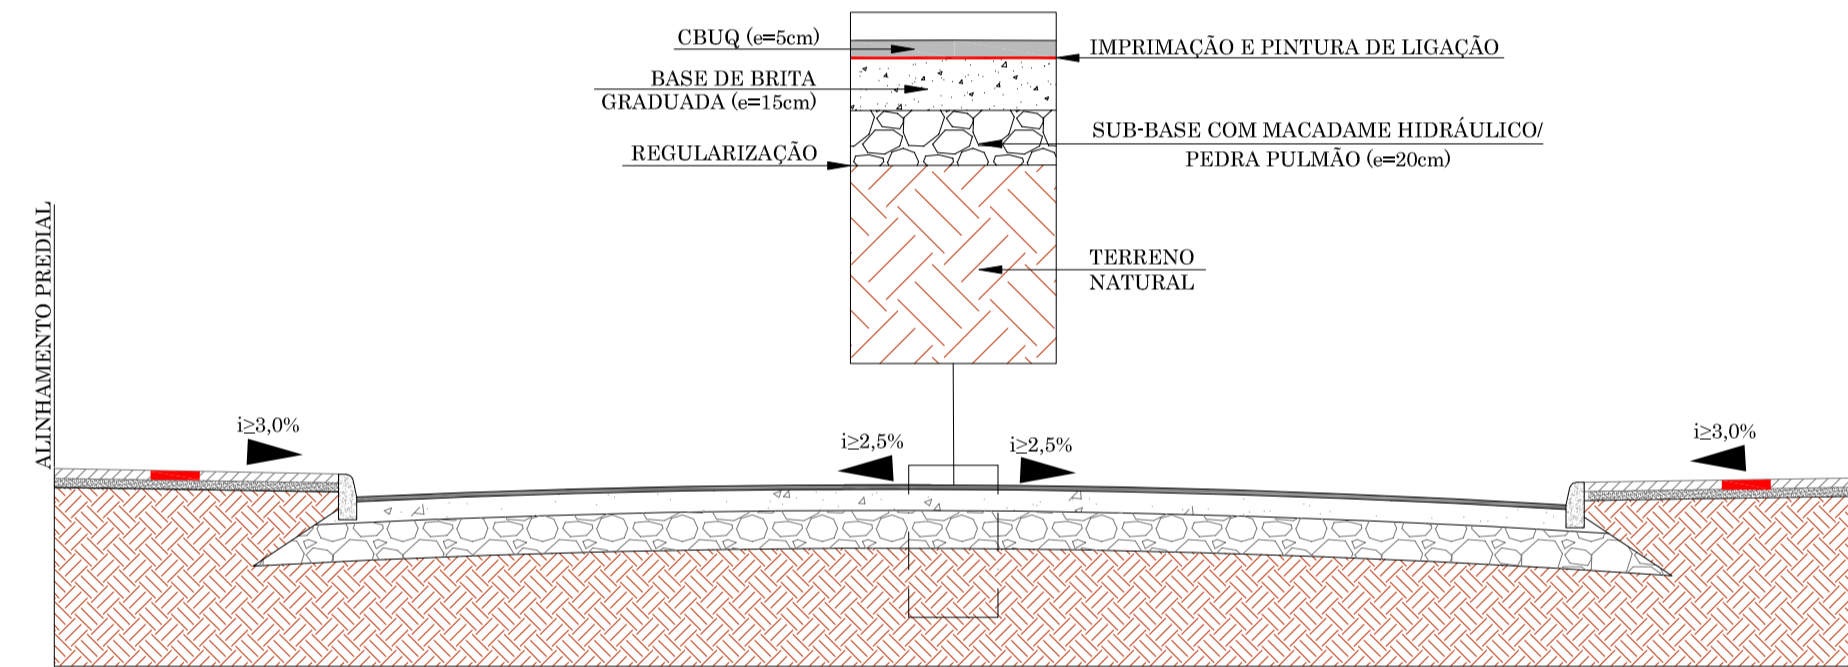 CBUQ (e=5cm)
IMPRIMAÇÃO E PINTURA DE LIGAÇÃO
BASE DE BRITA
GRADUADA (e=15cm)
SUB-BASE COM MACADAME HIDRÁULICO/
PEDRA PULMÃO (e=20cm)
REGULARIZAÇÃO
TERRENO
NATURAL
ALINHAMENTO PREDIAL
i≥3,0%
i≥2,5%
i≥2,5%
i≥3,0%